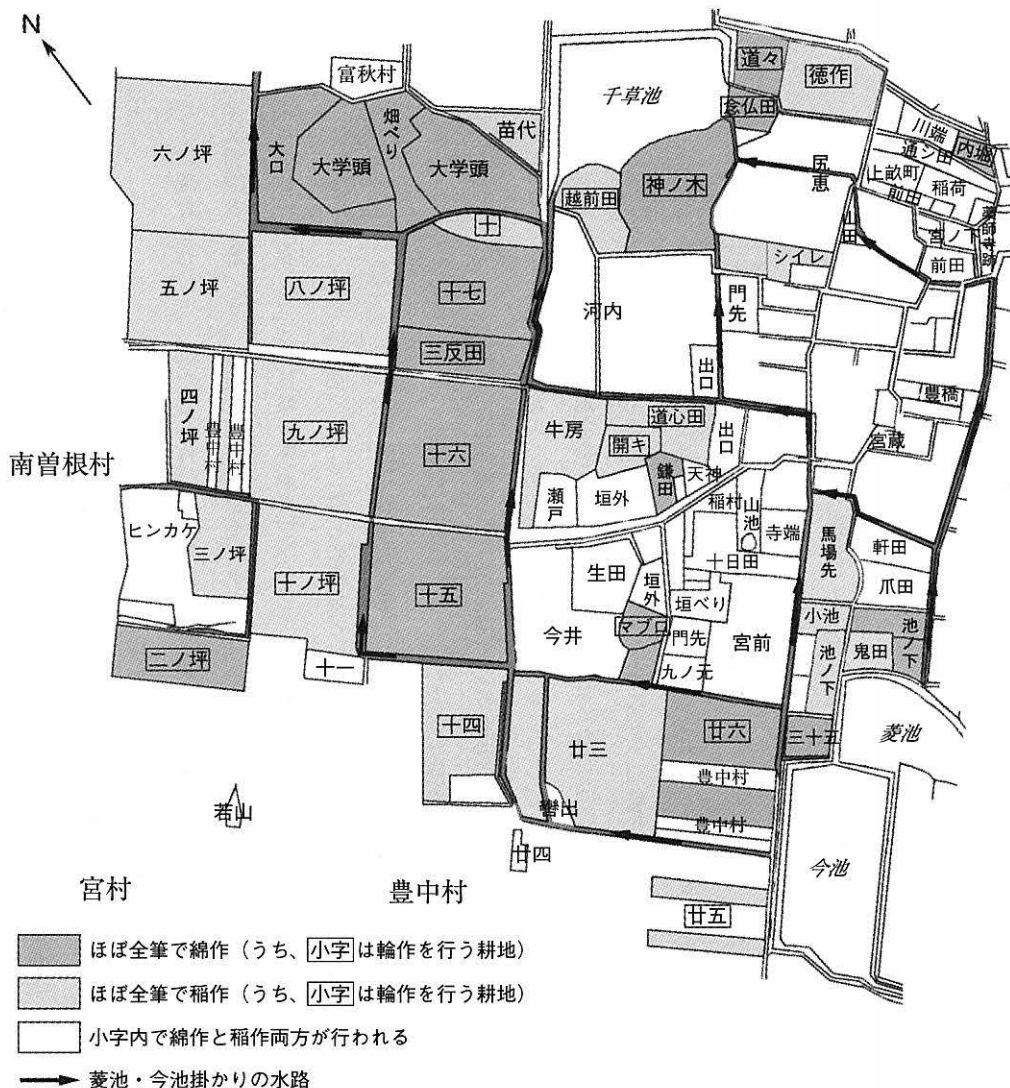 N
富秋村
道々
徳作
千草池
念仏田
川端
内堀
通シ田
六ノ坪
大口
大学頭
畑べり
大学頭
苗代
尻恵
上畝町
前田
稲荷
越前田
神ノ木
山田
宮ノ下
薬師寺跡
十
シイレ
前田
五ノ坪
八ノ坪
十七
河内
門先
三反田
出口
豊橋
四ノ坪
豊中村
豊中村
九ノ坪
十六
牛房
道心田
開キ
出口
宮蔵
南曽根村
鎌田
天神
瀬戸
垣外
稲村
山池
寺端
馬場先
ヒンカケ
三ノ坪
軒田
十日田
十ノ坪
十五
生田
垣外
爪田
垣べり
小池
今井
マブロ
門先
宮前
池ノ下
鬼田
池ノ下
二ノ坪
十一
九ノ元
十四
廿三
廿六
三十五
菱池
豊中村
若山
響出
豊中村
廿四
今池
宮村
豊中村
廿五
ほぼ全筆で綿作(うち、小字は輪作を行う耕地)
ほぼ全筆で稲作(うち、小字は輪作を行う耕地)
小字内で綿作と稲作両方が行われる
菱池・今池掛かりの水路